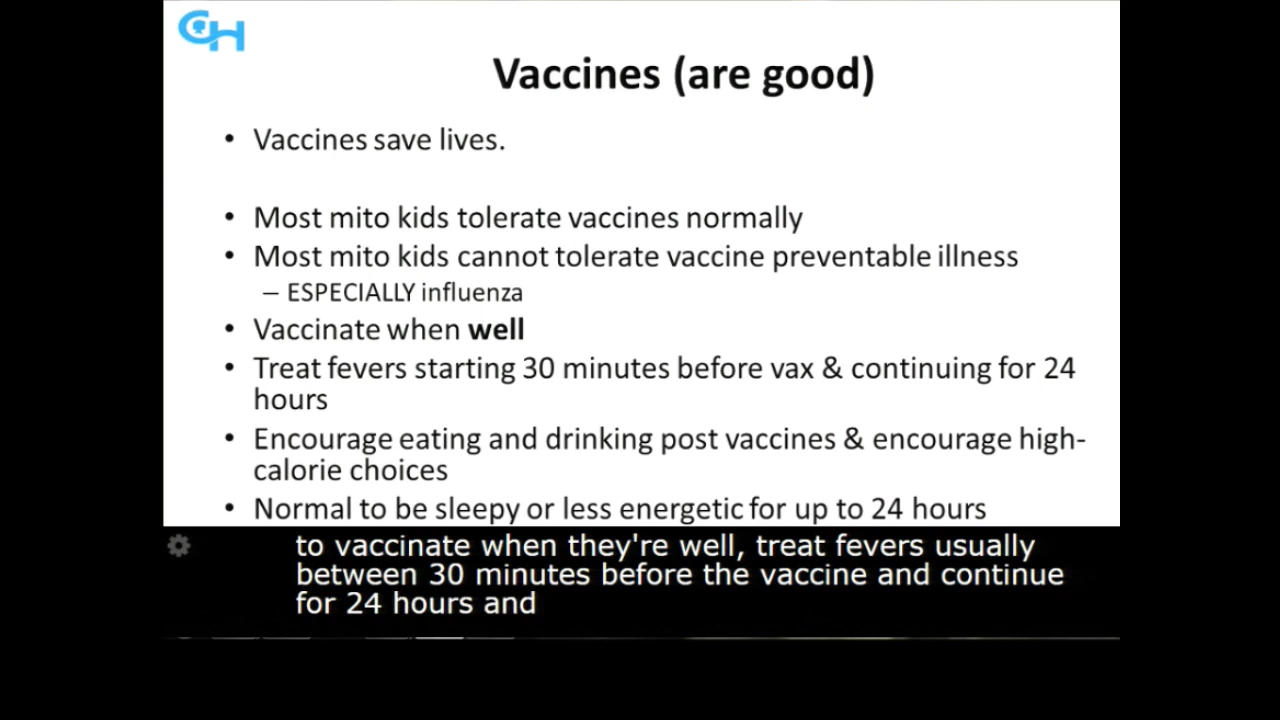 CH
Vaccines (are good)
• Vaccines save lives.
• Most mito kids tolerate vaccines normally
• Most mito kids cannot tolerate vaccine preventable illness
– ESPECIALLY influenza
• Vaccinate when well
• Treat fevers starting 30 minutes before vax & continuing for 24
hours
• Encourage eating and drinking post vaccines & encourage high-
calorie choices
• Normal to be sleepy or less energetic for up to 24 hours
to vaccinate when they're well, treat fevers usually
between 30 minutes before the vaccine and continue
for 24 hours and